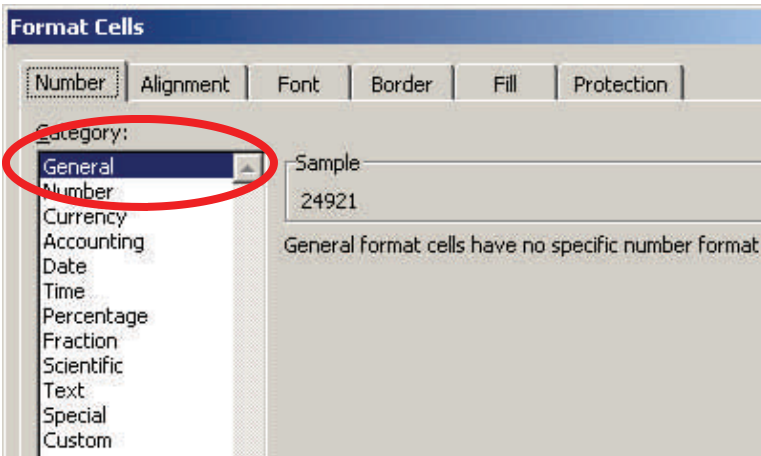 Format Cells
Number Alignment Font Border Fill Protection
Category:
General
Number
Currency
Accounting
Date
Time
Percentage
Fraction
Scientific
Text
Special
Custom
Sample
24921
General format cells have no specific number format